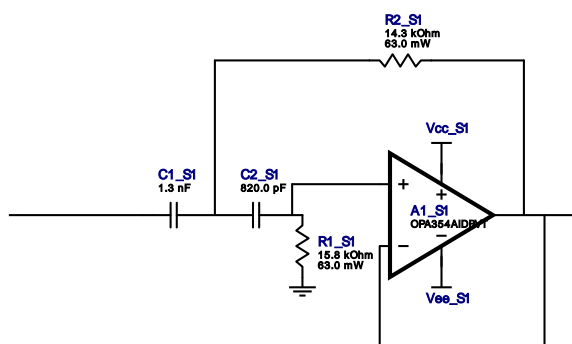 R2_S1
14.3 kOhm
63.0 mW
Vcc_S1
C1_S1
1.3 nF
C2_S1
820.0 pF
+
+
A1_S1
OPA354AIDBVT
−
−
R1_S1
15.8 kOhm
63.0 mW
Vee_S1